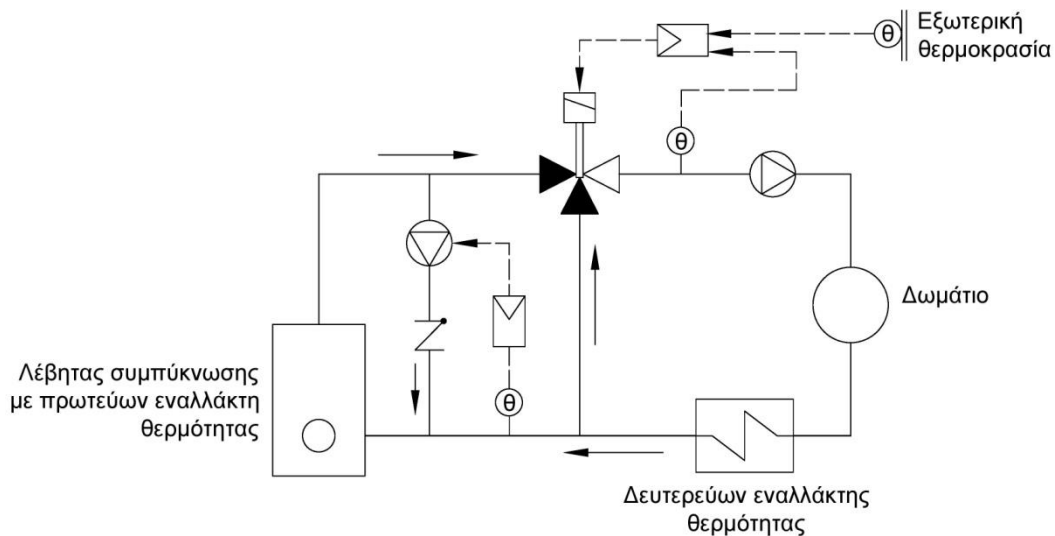 Εξωτερική
θερμοκρασία
θ
θ
Δωμάτιο
Λέβητας συμπύκνωσης
με πρωτεύων εναλλάκτη
θερμότητας
θ
Δευτερεύων εναλλάκτης
θερμότητας